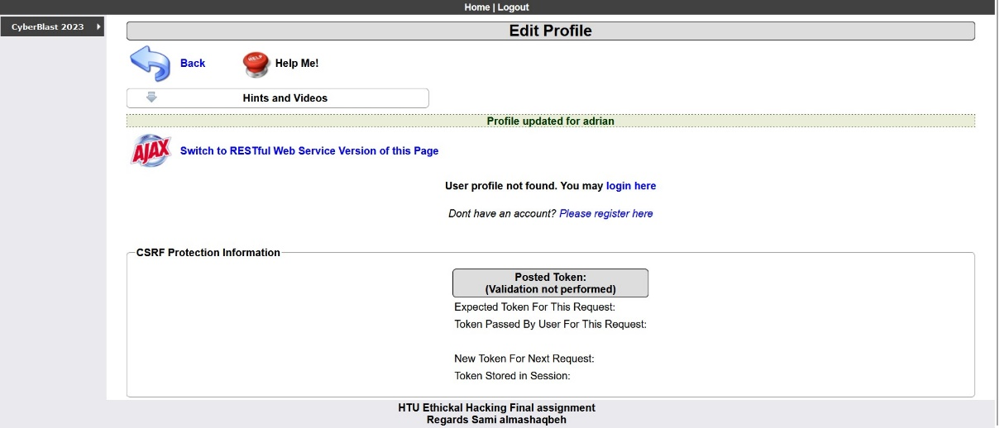 Home | Logout
CyberBlast 2023
Edit Profile
Back
HELP
Help Me!
Hints and Videos
Profile updated for adrian
AJAX
Switch to RESTful Web Service Version of this Page
User profile not found. You may login here
Dont have an account? Please register here
CSRF Protection Information
Posted Token:
(Validation not performed)
Expected Token For This Request:
Token Passed By User For This Request:
New Token For Next Request:
Token Stored in Session:
HTU Ethickal Hacking Final assignment
Regards Sami almashaqbeh